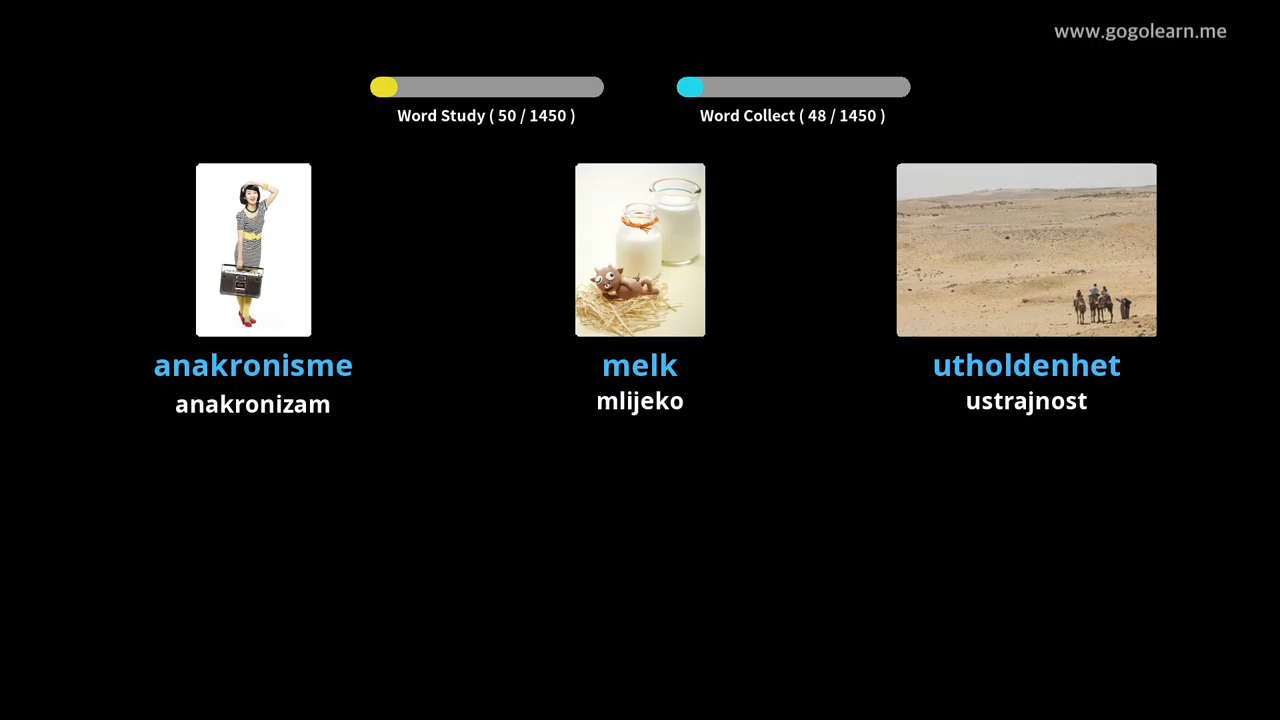 www.gogolearn.me
Word Study ( 50 / 1450 )
Word Collect ( 48 / 1450 )
anakronisme
anakronizam
melk
mlijeko
utholdenhet
ustrajnost